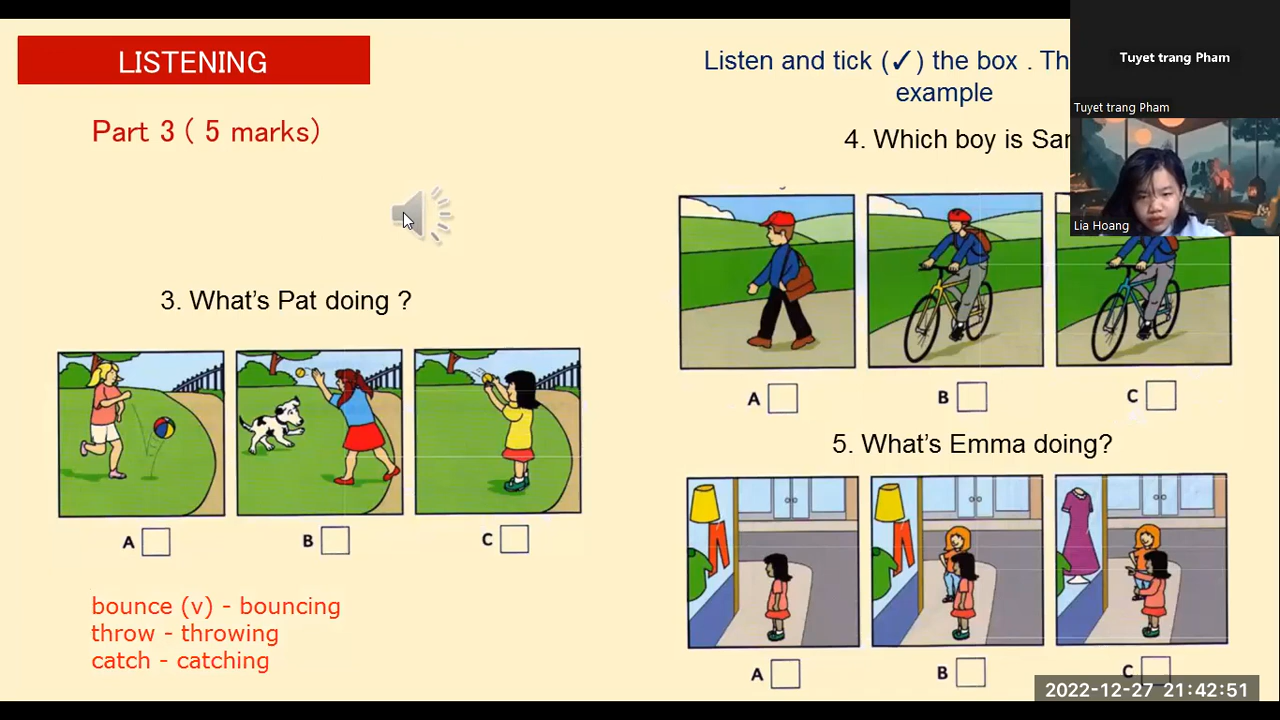 LISTENING
Part 3 ( 5 marks)
3. What's Pat doing ?
A
B
C
bounce (v) - bouncing
throw - throwing
catch - catching
Listen and tick (✓) the box . Th
example
4. Which boy is Sa
A
B
C
5. What's Emma doing?
A
B
C
Tuyet trang Pham
Tuyet trang Pham
Lia Hoang
2022-12-27 21:42:51